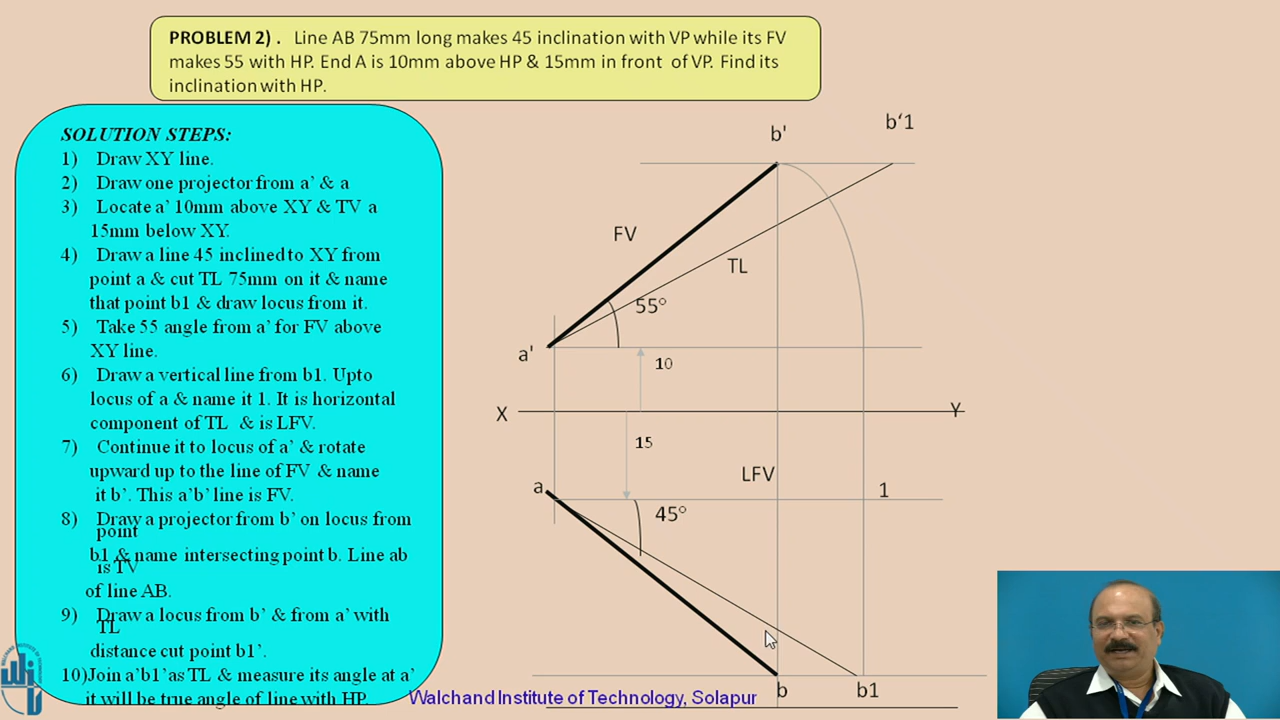 PROBLEM 2) . Line AB 75mm long makes 45 inclination with VP while its FV
makes 55 with HP. End A is 10mm above HP & 15mm in front of VP. Find its
inclination with HP.
SOLUTION STEPS:
1) Draw XY line.
2) Draw one projector from a’ & a
3) Locate a’ 10mm above XY & TV a
15mm below XY.
4) Draw a line 45 inclined to XY from
point a & cut TL 75mm on it & name
that point b1 & draw locus from it.
5) Take 55 angle from a’ for FV above
XY line.
6) Draw a vertical line from b1. Upto
locus of a & name it 1. It is horizontal
component of TL & is LFV.
7) Continue it to locus of a’ & rotate
upward up to the line of FV & name
it b’. This a’b’ line is FV.
8) Draw a projector from b’ on locus from
point
b1 & name intersecting point b. Line ab
is TV
of line AB.
9) Draw a locus from b’ & from a’ with
TL
distance cut point b1’.
10)Join a’b1’as TL & measure its angle at a’
it will be true angle of line with HP.
b'
b‘1
FV
TL
55°
a'
10
X
Y
15
LFV
a
1
45°
b
b1
Walchand Institute of Technology, Solapur